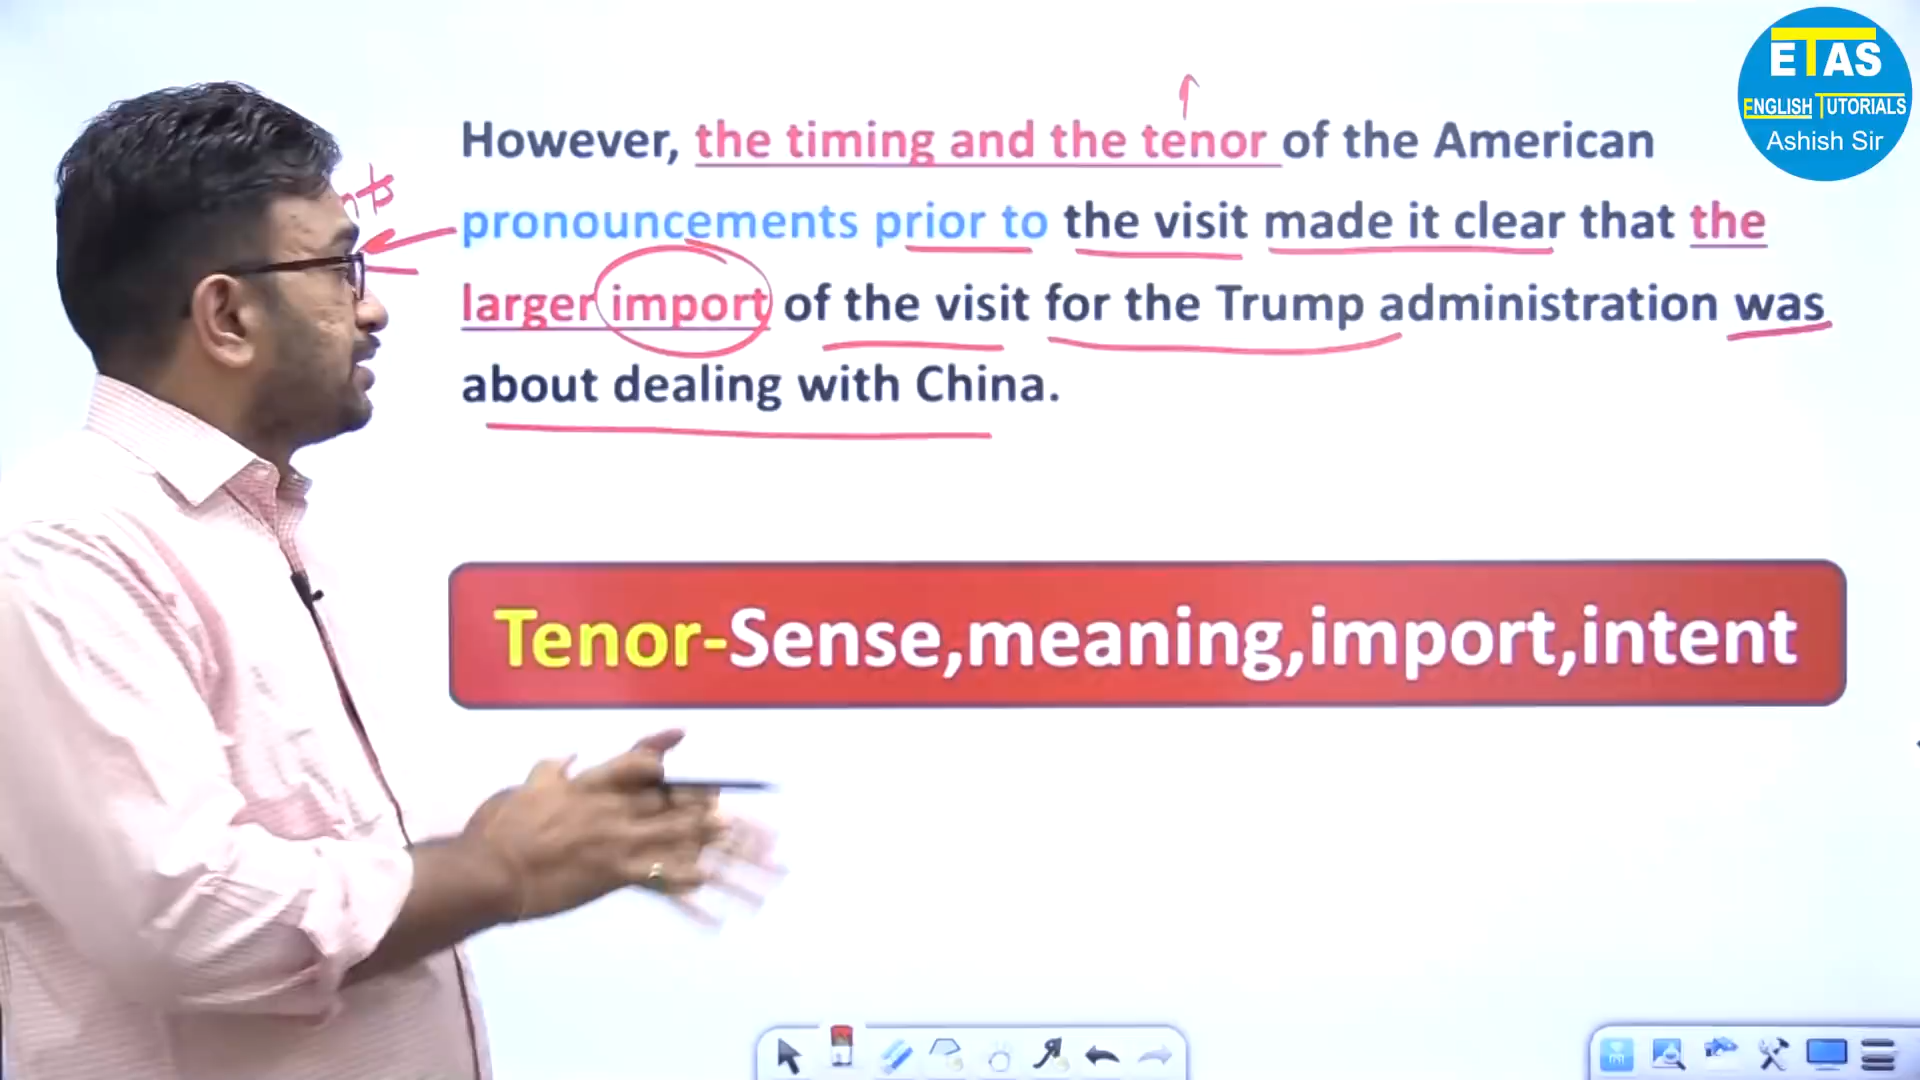 ETAS
ENGLISH TUTORIALS
Ashish Sir
However, the timing and the tenor of the American
pronouncements prior to the visit made it clear that the
larger import of the visit for the Trump administration was
about dealing with China.
Tenor-Sense,meaning,import,intent